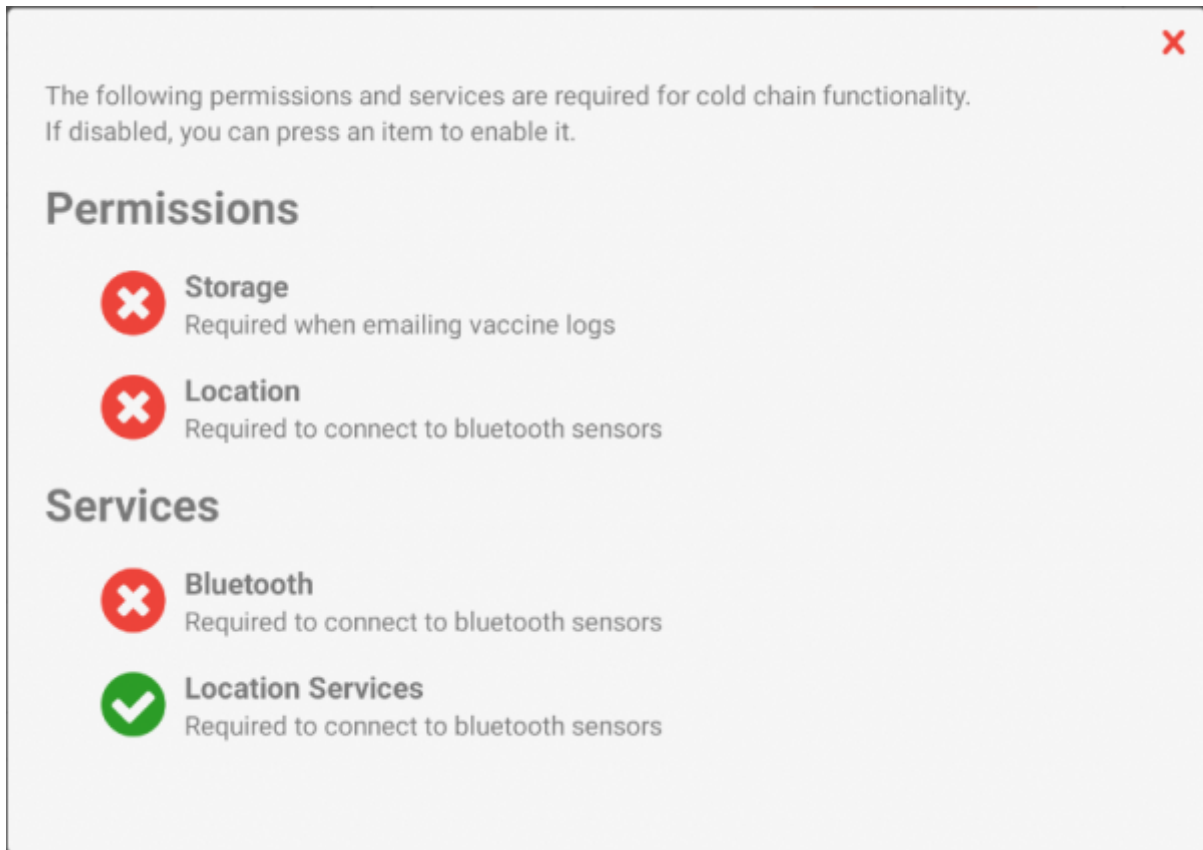 The following permissions and services are required for cold chain functionality.
If disabled, you can press an item to enable it.
Permissions
Storage
Required when emailing vaccine logs
Location
Required to connect to bluetooth sensors
Services
Bluetooth
Required to connect to bluetooth sensors
Location Services
Required to connect to bluetooth sensors